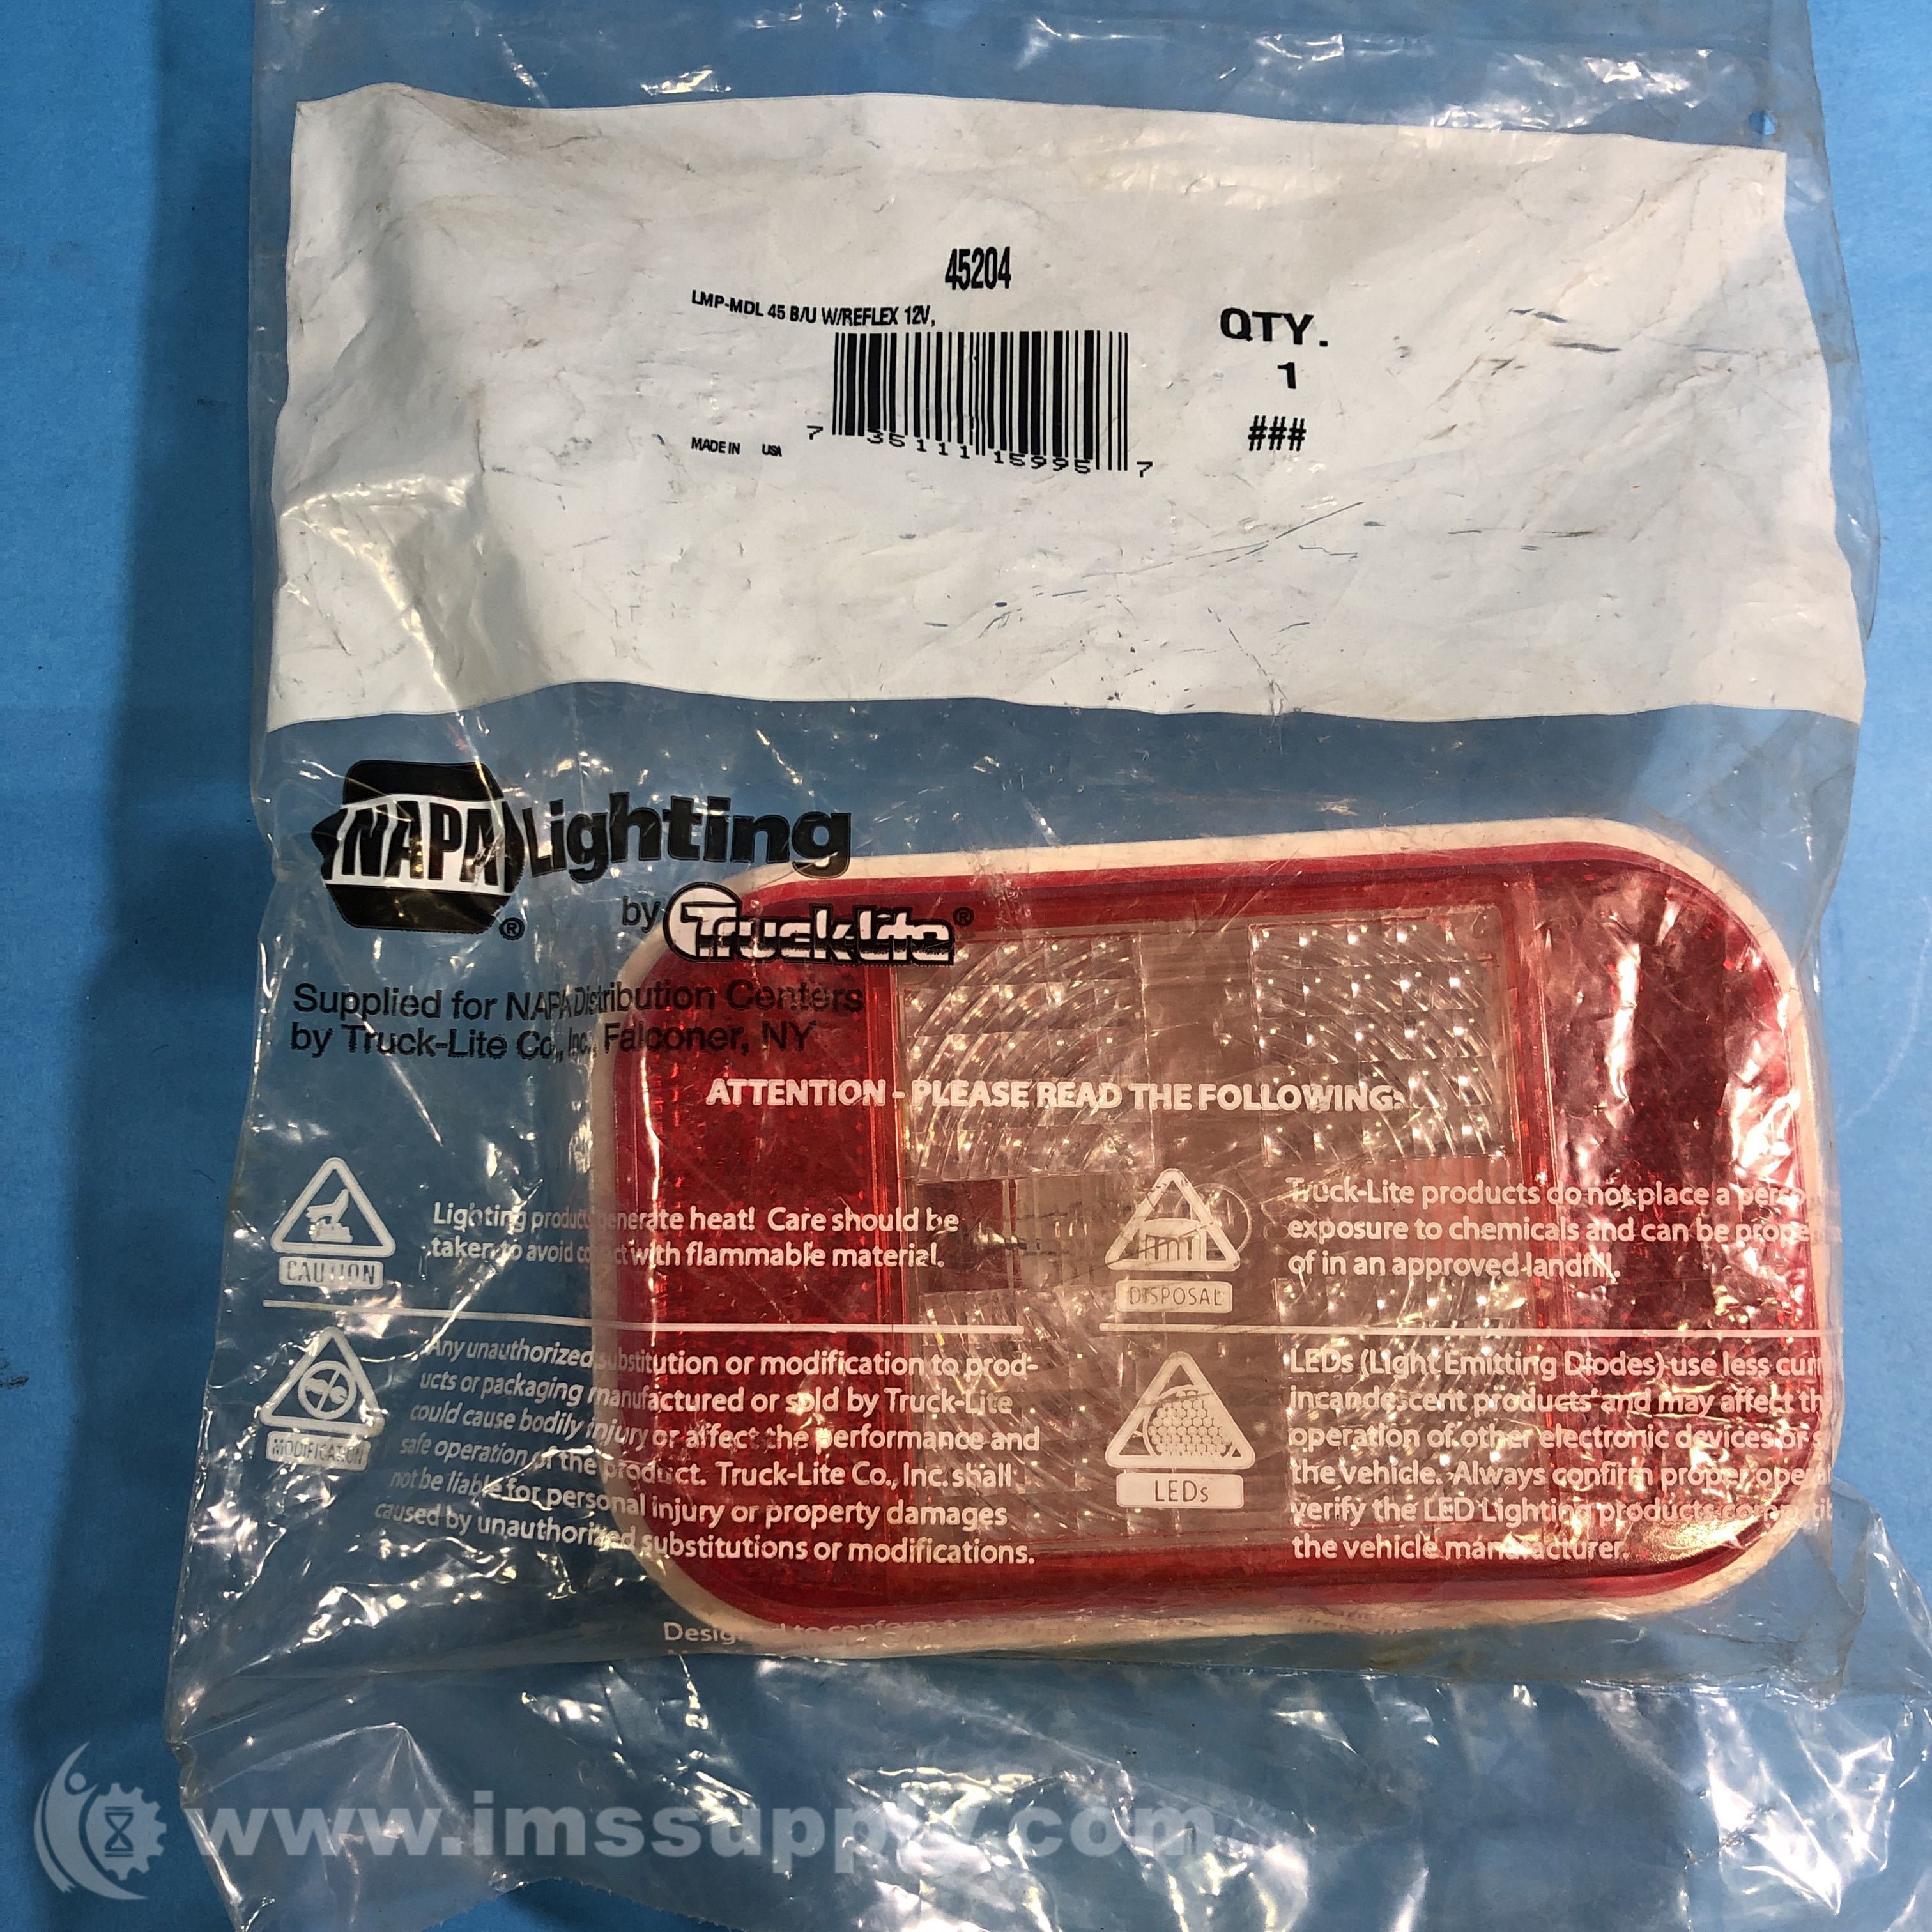 45204
LMP-MDL 45 B/U W/REFLEX 12V,
QTY.
1
###
MADE IN USA
7 35111 15995 7
NAPA Lighting
®
by Truck-Lite®
Supplied for NAPA Distribution Centers
by Truck-Lite Co., Inc., Falconer, NY
ATTENTION - PLEASE READ THE FOLLOWING:
CAUTION
Lighting products generate heat! Care should be
taken to avoid contact with flammable material.
DISPOSAL
Truck-Lite products do not place a
exposure to chemicals and can be
of in an approved landfill.
MODIFICATION
Any unauthorized substitution or modification to prod-
ucts or packaging manufactured or sold by Truck-Lite
could cause bodily injury or affect the performance and
safe operation of the product. Truck-Lite Co., Inc. shall
not be liable for personal injury or property damages
caused by unauthorized substitutions or modifications.
LEDs
LEDs (Light Emitting Diodes) use less
incandescent products and may affect
operation of other electronic devices or
the vehicle. Always confirm proper
verify the LED Lighting products
the vehicle manufacturer.
to
www.imssupply.com